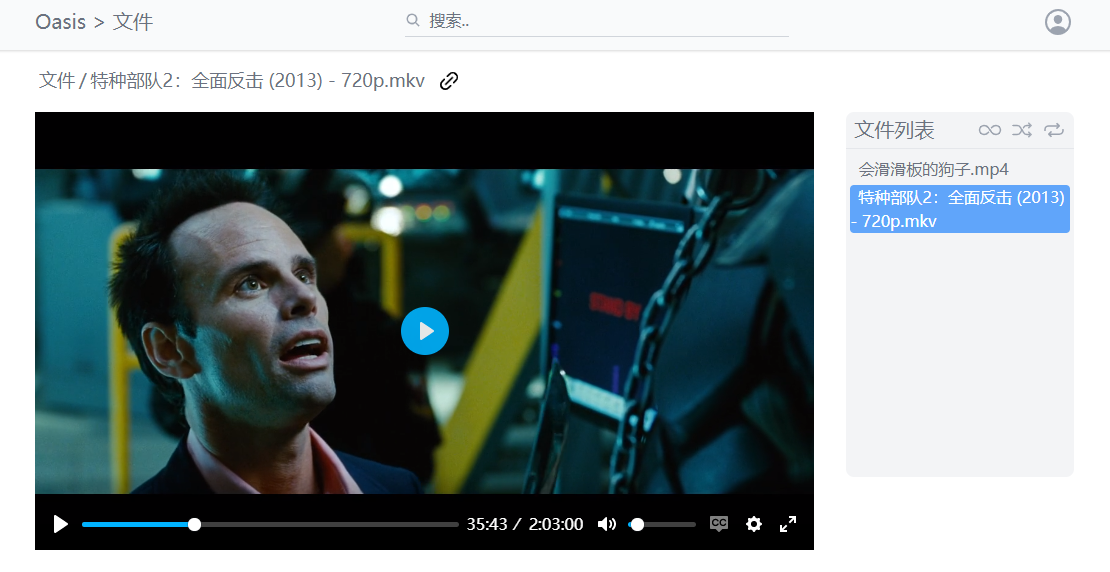 Oasis > 文件
搜索..
文件 / 特种部队2：全面反击 (2013) - 720p.mkv
文件列表
会滑滑板的狗子.mp4
特种部队2：全面反击 (2013)
- 720p.mkv
STAND BY
35:43 / 2:03:00
CC